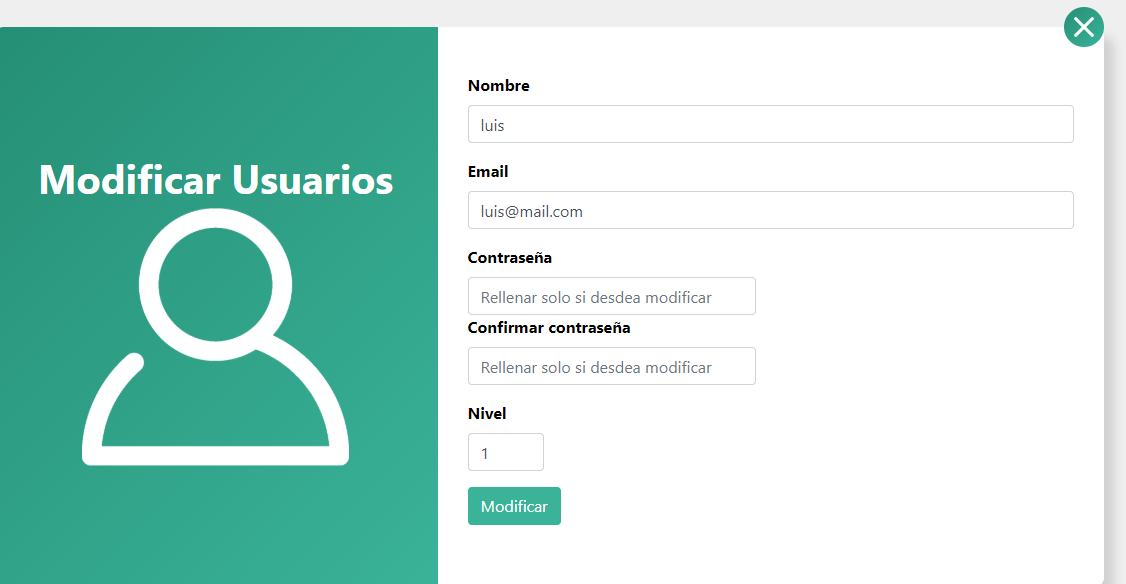 Modificar Usuarios
Nombre
luis
Email
luis@mail.com
Contraseña
Rellenar solo si desdea modificar
Confirmar contraseña
Rellenar solo si desdea modificar
Nivel
1
Modificar